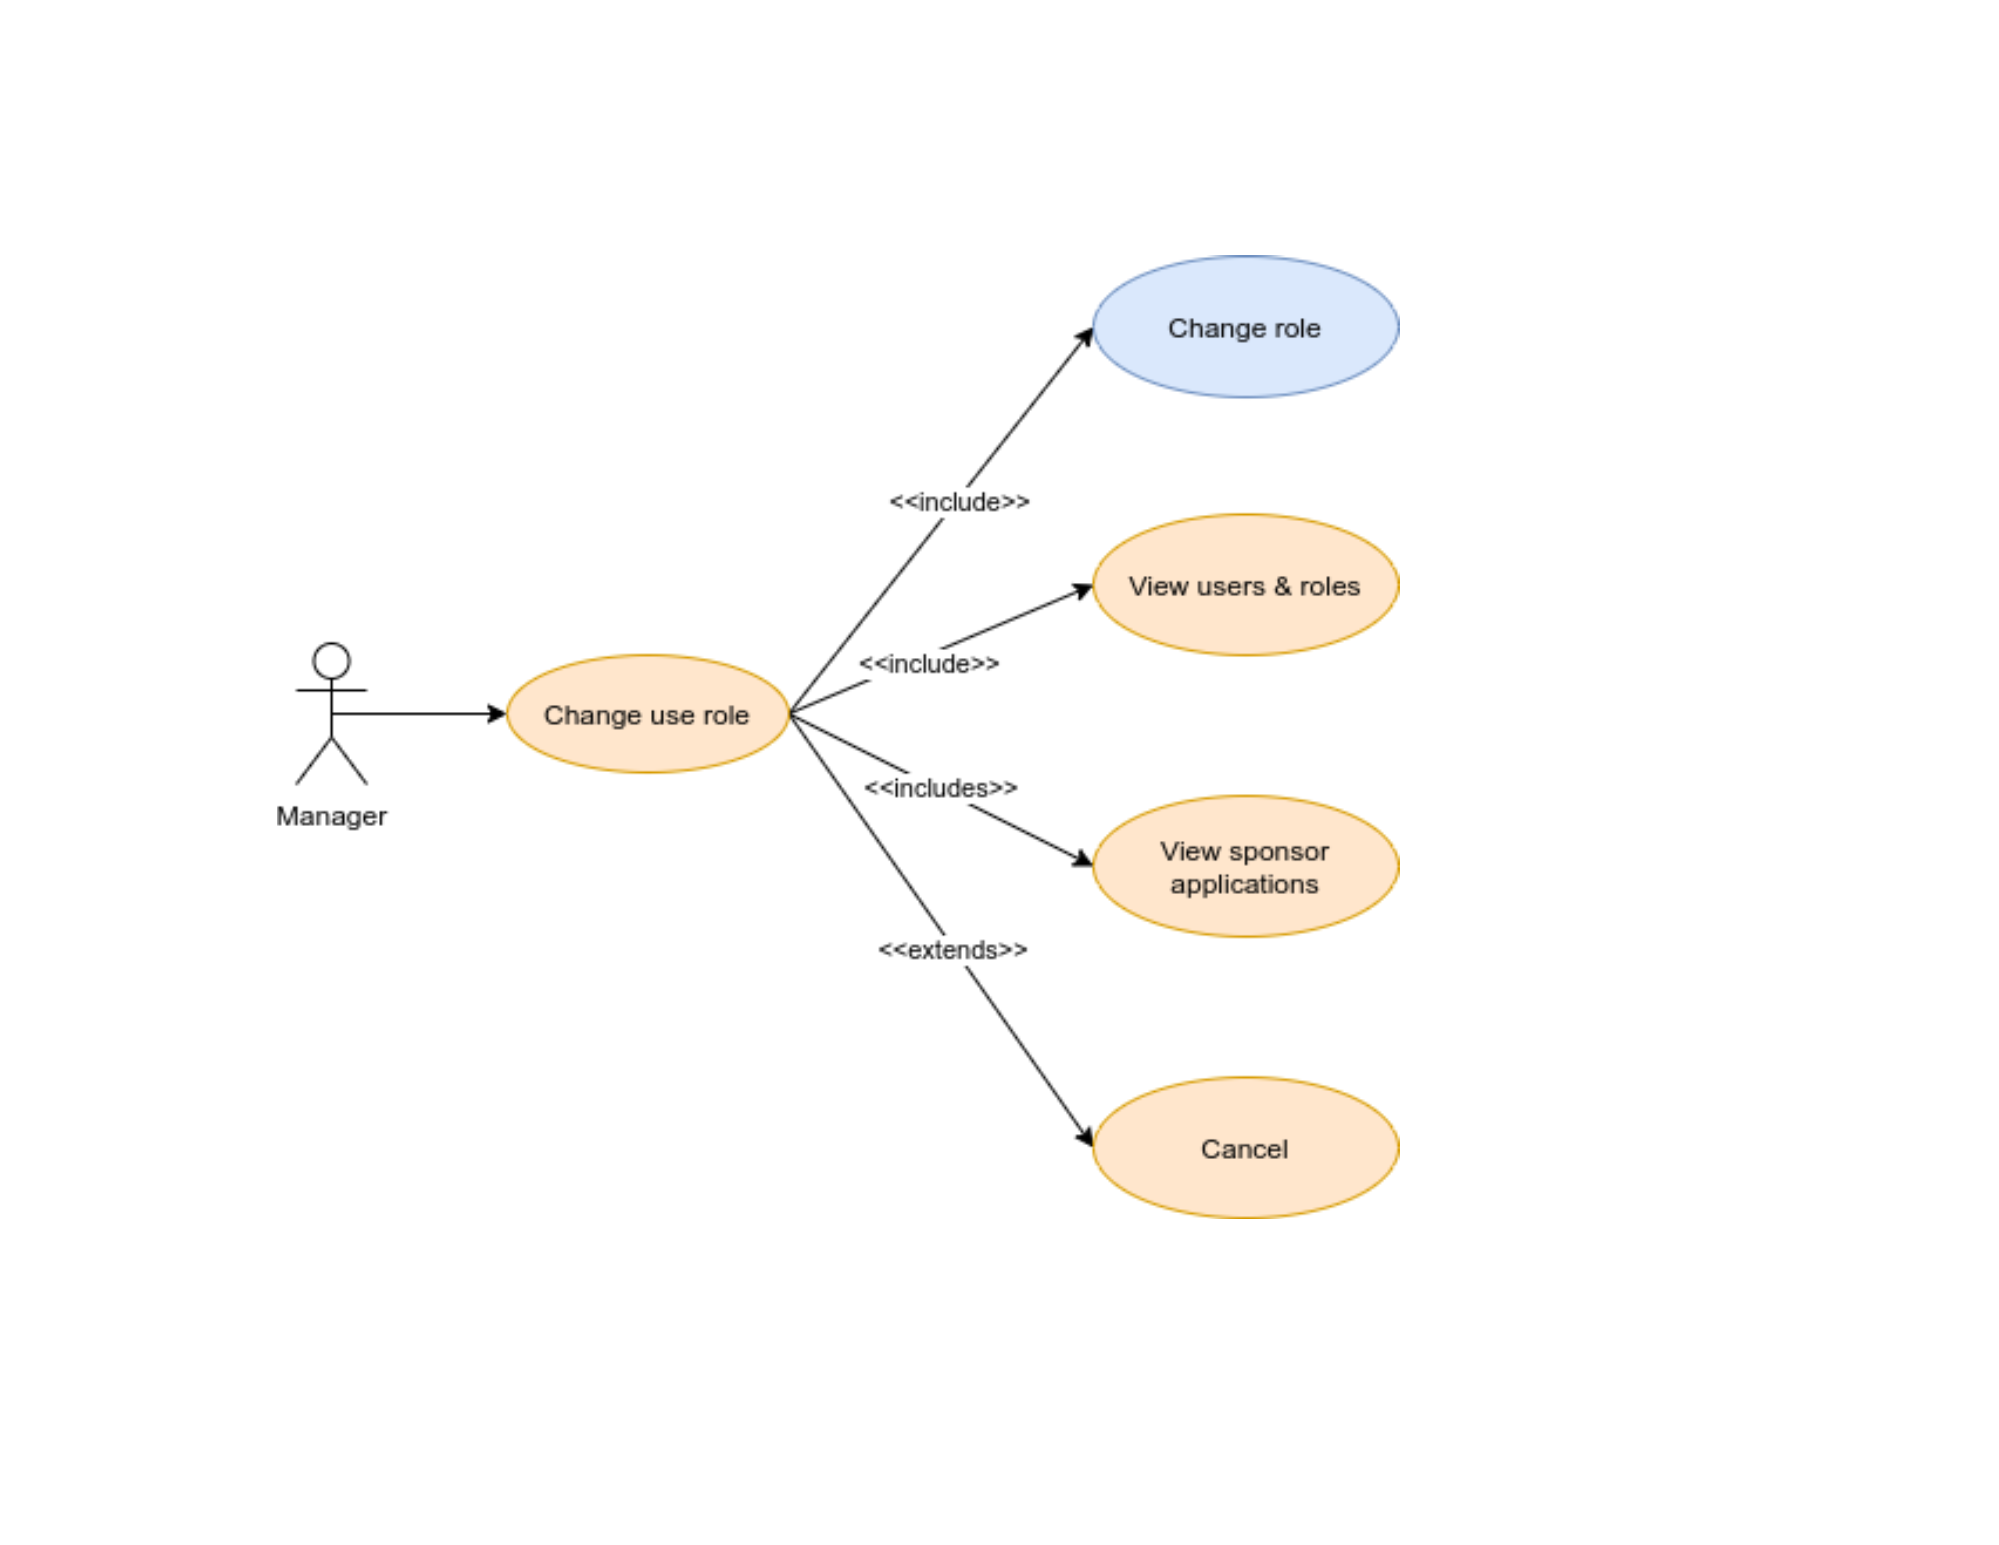 Change role
<<include>>
View users & roles
<<include>>
Change use role
<<includes>>
Manager
View sponsor
applications
<<extends>>
Cancel